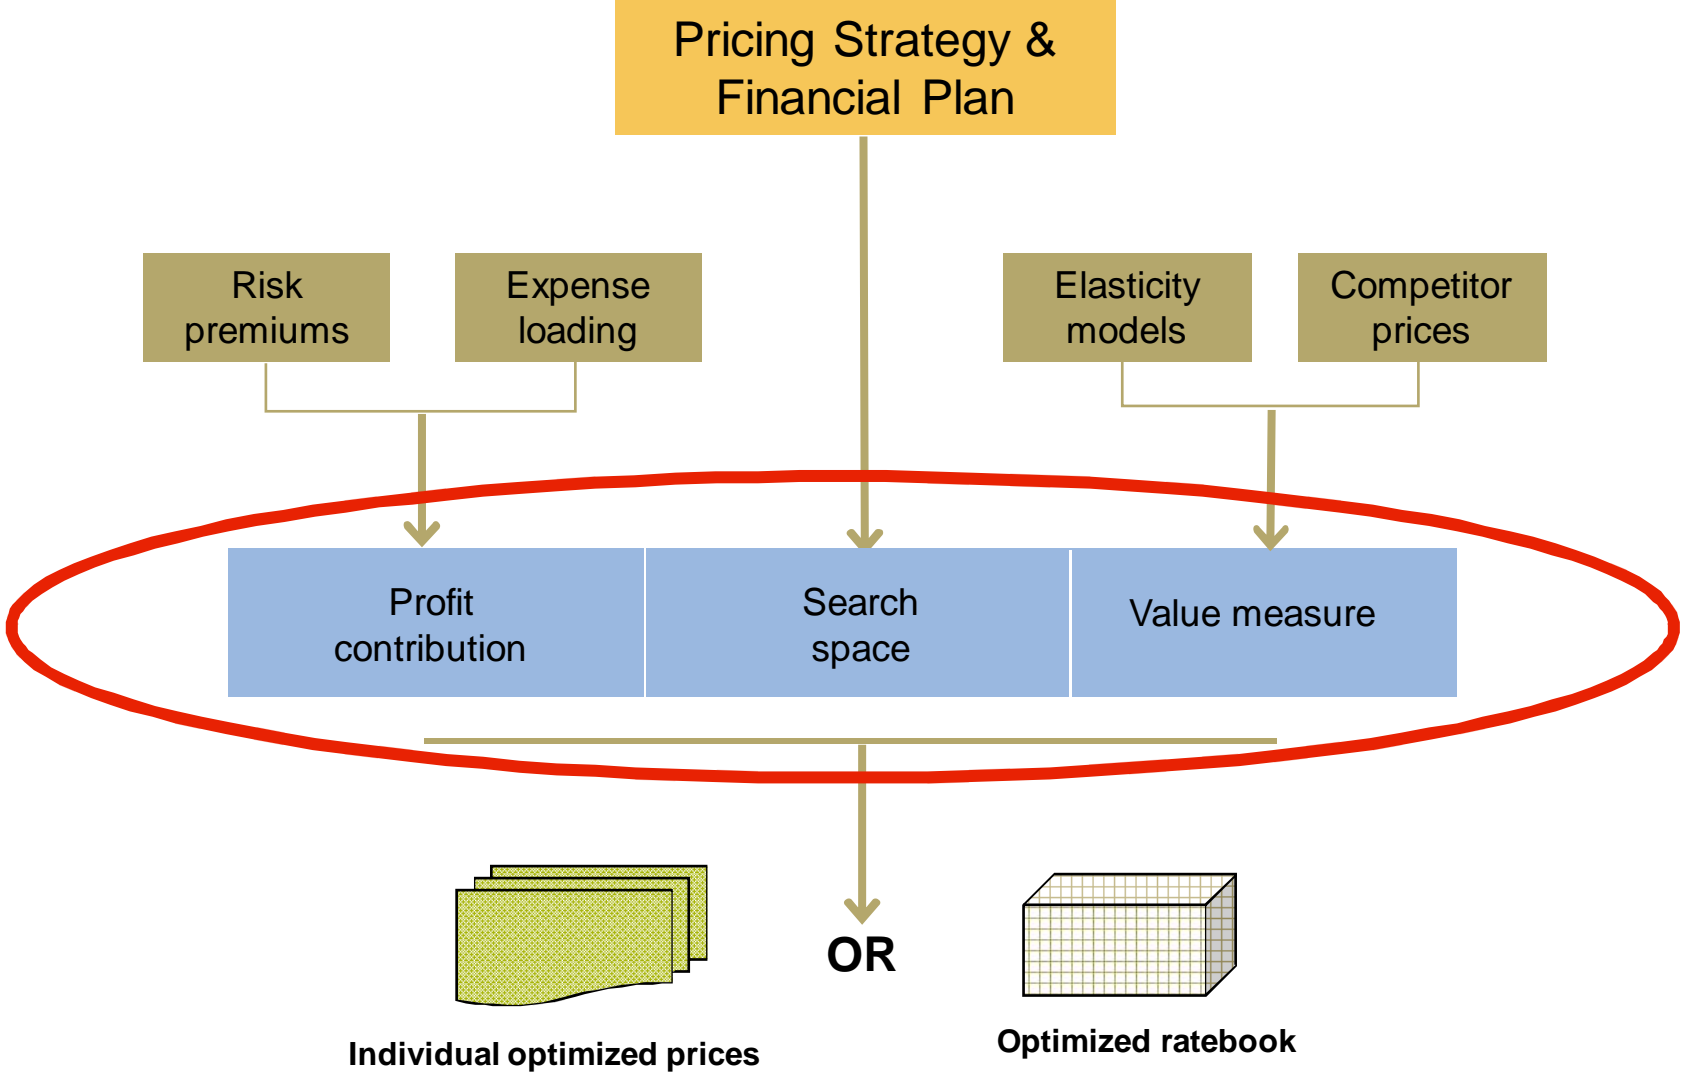 Pricing Strategy &
Financial Plan
Risk
premiums
Expense
loading
Elasticity
models
Competitor
prices
Profit
contribution
Search
space
Value measure
OR
Individual optimized prices
Optimized ratebook